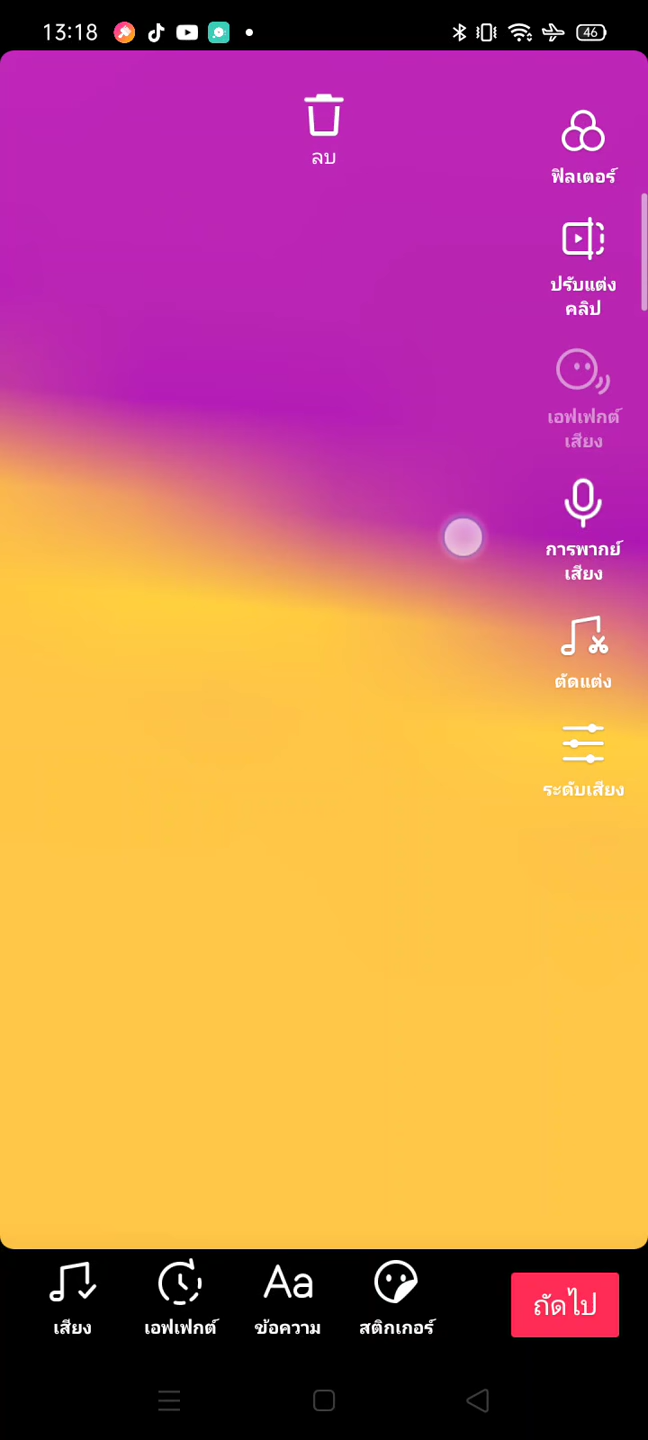 13:18
46
ลบ
ฟิลเตอร์
ปรับแต่ง
คลิป
เอฟเฟกต์
เสียง
การพากย์
เสียง
ตัดแต่ง
ระดับเสียง
เสียง
เอฟเฟกต์
Aa
ข้อความ
สติกเกอร์
ถัดไป